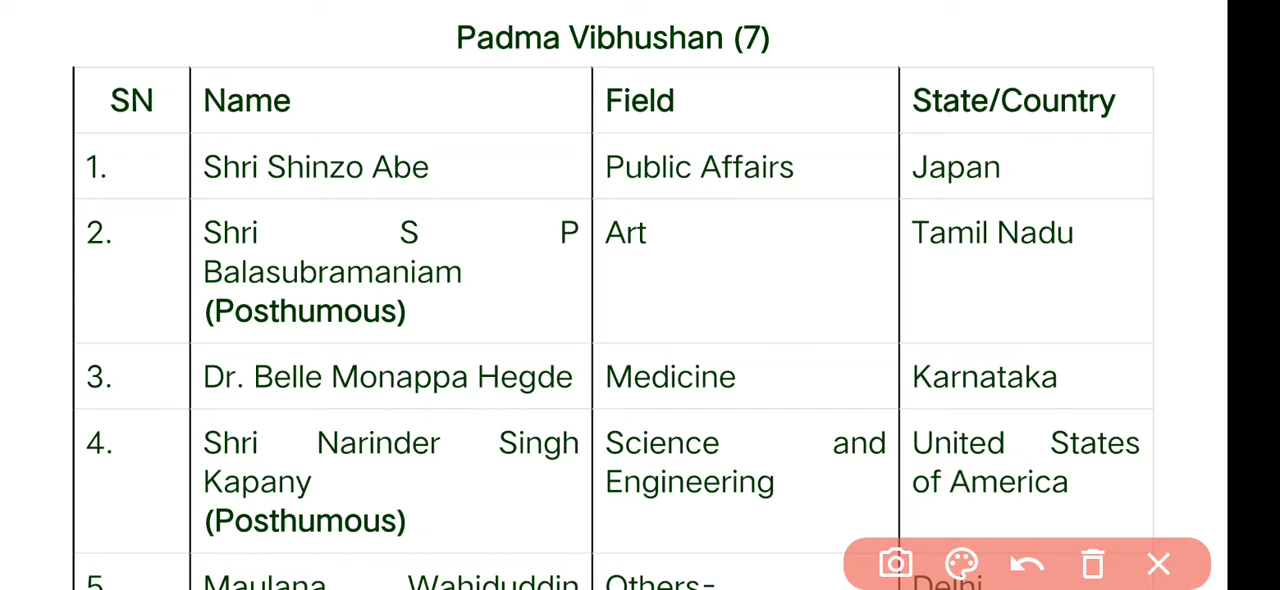 Padma Vibhushan (7)
SN Name Field State/Country
1. Shri Shinzo Abe Public Affairs Japan
2. Shri S P Art Tamil Nadu
Balasubramaniam
(Posthumous)
3. Dr. Belle Monappa Hegde Medicine Karnataka
4. Shri Narinder Singh Science and United States
Kapany Engineering of America
(Posthumous)
5. Maulana Wahiduddin Others- Delhi